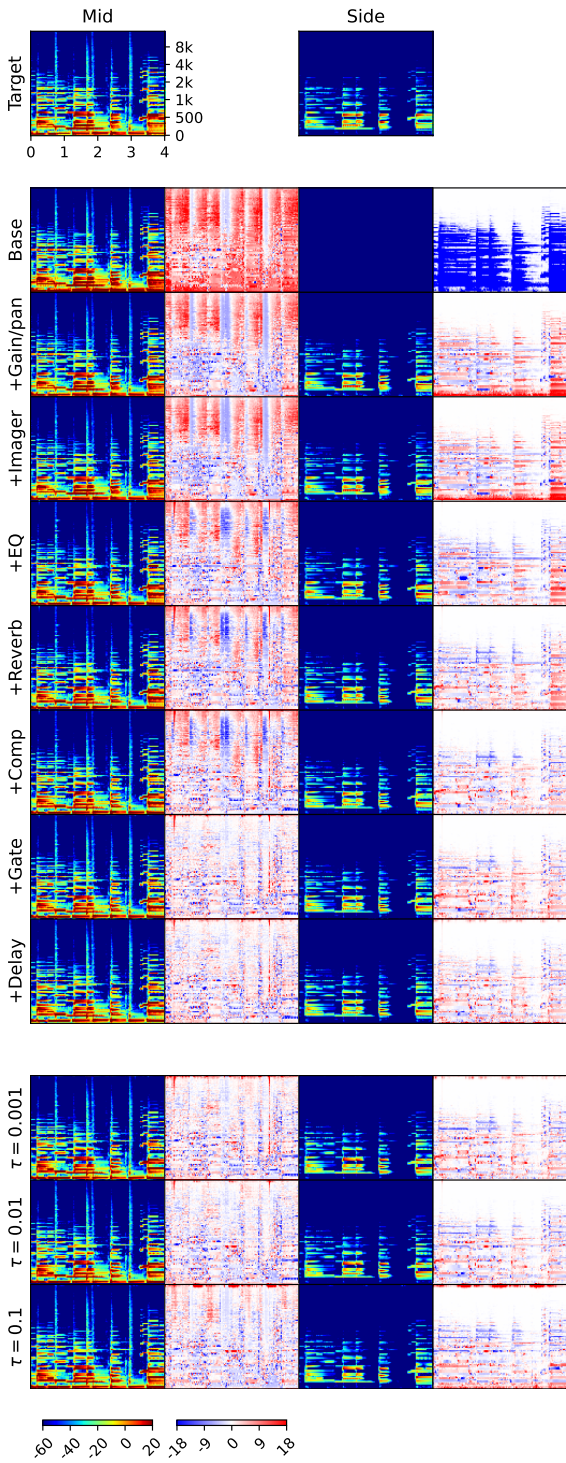 Mid Side
Target
8k
4k
2k
1k
500
0
0 1 2 3 4
Base
+Gain/pan
+Imager
+EQ
+Reverb
+Comp
+Gate
+Delay
τ = 0.001
τ = 0.01
τ = 0.1
-60 -40 -20 0 20 -18 -9 0 9 18